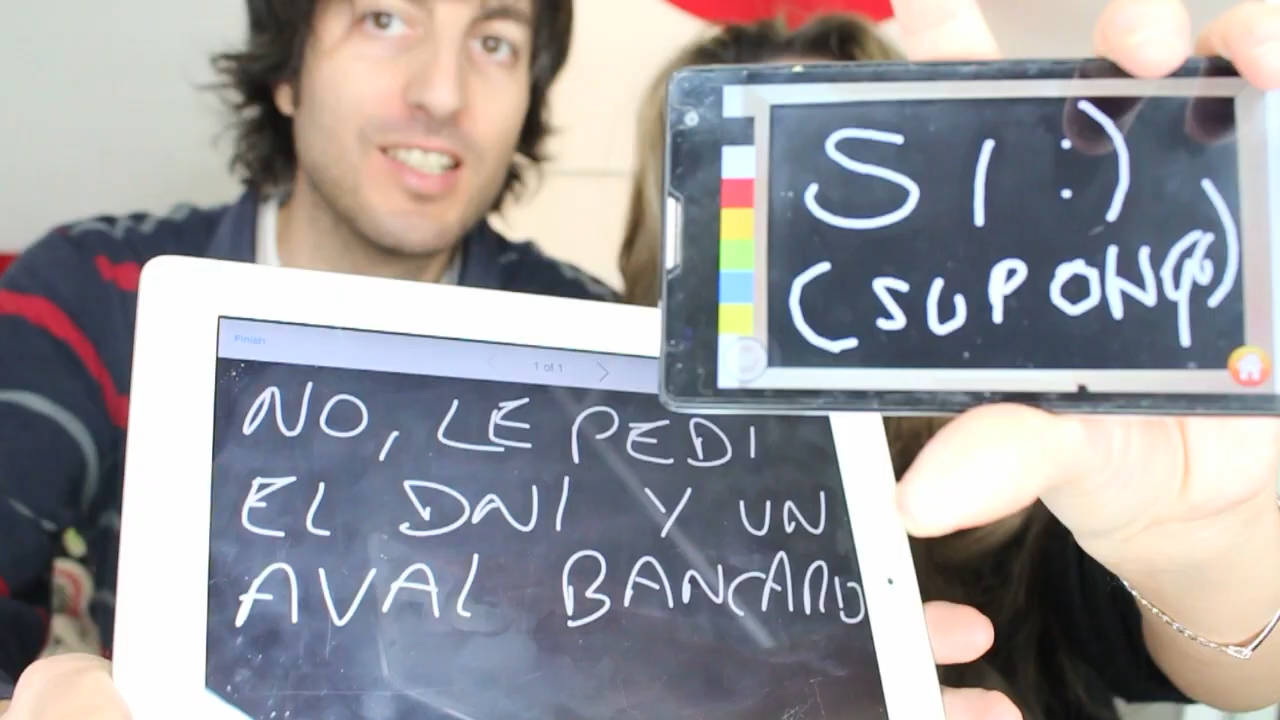 SI :)
(SUPONGO)
Finish
1 of 1
NO, LE PEDI
EL DNI Y UN
AVAL BANCARIO